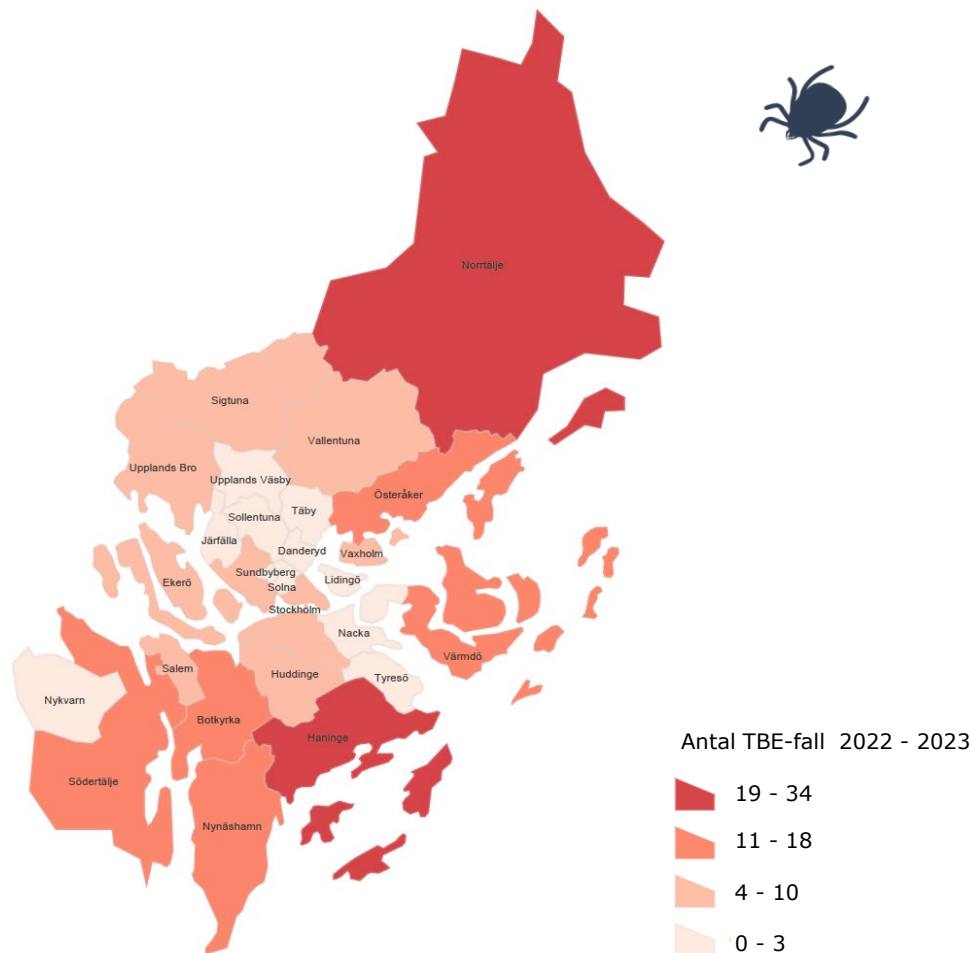 Norrtälje
Sigtuna
Vallentuna
Upplands Bro
Upplands Väsby
Österåker
Täby
Sollentuna
Järfälla
Danderyd
Vaxholm
Sundbyberg
Lidingö
Ekerö
Solna
Stockholm
Nacka
Värmdö
Salem
Huddinge
Tyresö
Nykvarn
Botkyrka
Haninge
Södertälje
Nynäshamn
Antal TBE-fall 2022 - 2023
19 - 34
11 - 18
4 - 10
0 - 3